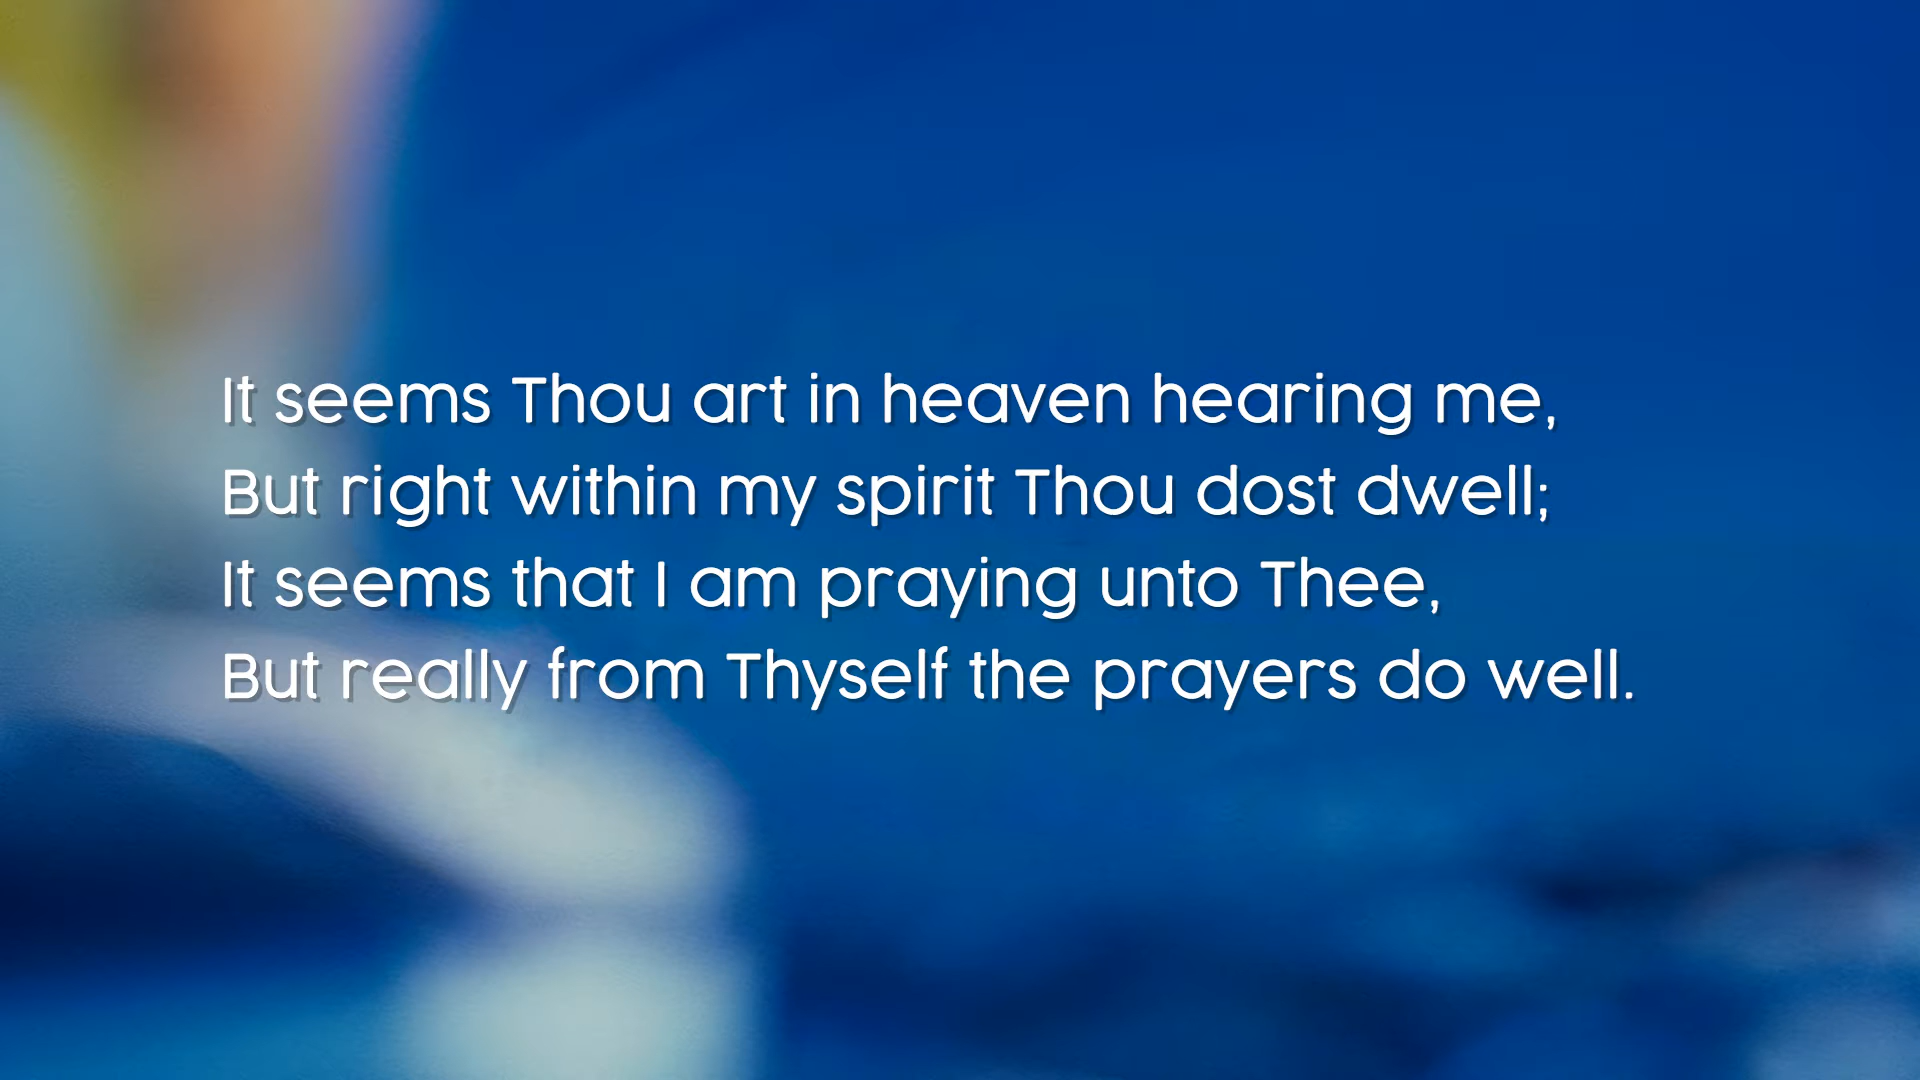 It seems Thou art in heaven hearing me,
But right within my spirit Thou dost dwell;
It seems that I am praying unto Thee,
But really from Thyself the prayers do well.